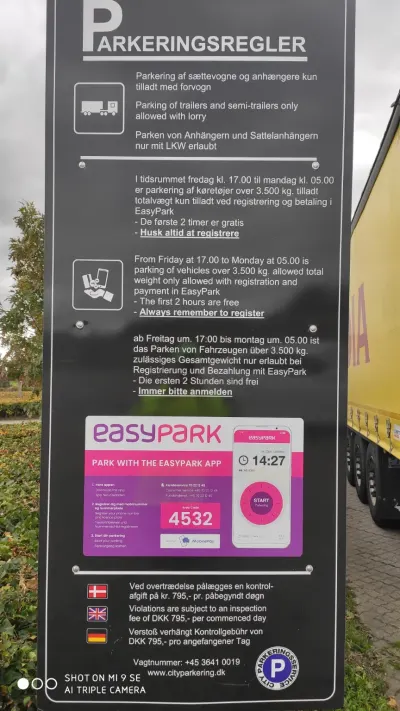 PARKERINGSREGLER
Parkering af sættevogne og anhængere kun
tilladt med forvogn
Parking of trailers and semi-trailers only
allowed with lorry
Parken von Anhängern und Sattelanhängern
nur mit LKW erlaubt
I tidsrummet fredag kl. 17.00 til mandag kl. 05.00
er parkering af køretøjer over 3.500 kg. tilladt
totalvægt kun tilladt ved registrering og betaling i
EasyPark
- De første 2 timer er gratis
- Husk altid at registrere
From Friday at 17.00 to Monday at 05.00 is
parking of vehicles over 3.500 kg. allowed total
weight only allowed with registration and
payment in EasyPark
- The first 2 hours are free
- Always remember to register
ab Freitag um. 17:00 bis montag um. 05.00 ist
das Parken von Fahrzeugen über 3.500 kg.
zulässiges Gesamtgewicht nur erlaubt bei
Registrierung und Bezahlung mit EasyPark
- Die ersten 2 Stunden sind frei
- Immer bitte anmelden
easypark
PARK WITH THE EASYPARK APP
easypark
14:27
START
4532
Ved overtrædelse pålægges en kontrol-
afgift på kr. 795,- pr. påbegyndt døgn
Violations are subject to an inspection
fee of DKK 795,- per commenced day
Verstoß verhängt Kontrollgebühr von
DKK 795,- pro angefangener Tag
Vagtnummer: +45 3641 0019
www.cityparkering.dk
CITY PARKERINGSSERVICE
P
SHOT ON MI 9 SE
AI TRIPLE CAMERA